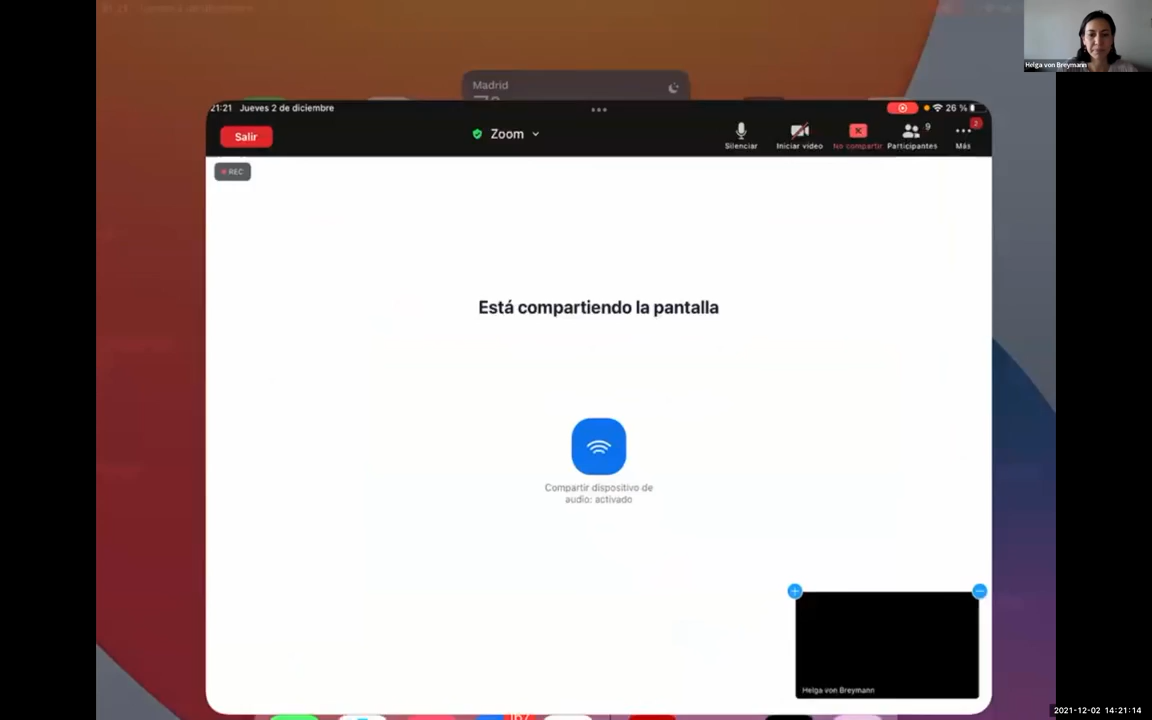 Helga von Breymann
Madrid
21:21 Jueves 2 de diciembre
26 %
Salir
Zoom
Silenciar
Iniciar vídeo
No compartir
9
Participantes
2
Más
REC
Está compartiendo la pantalla
Compartir dispositivo de
audio: activado
Helga von Breymann
2021-12-02 14:21:14